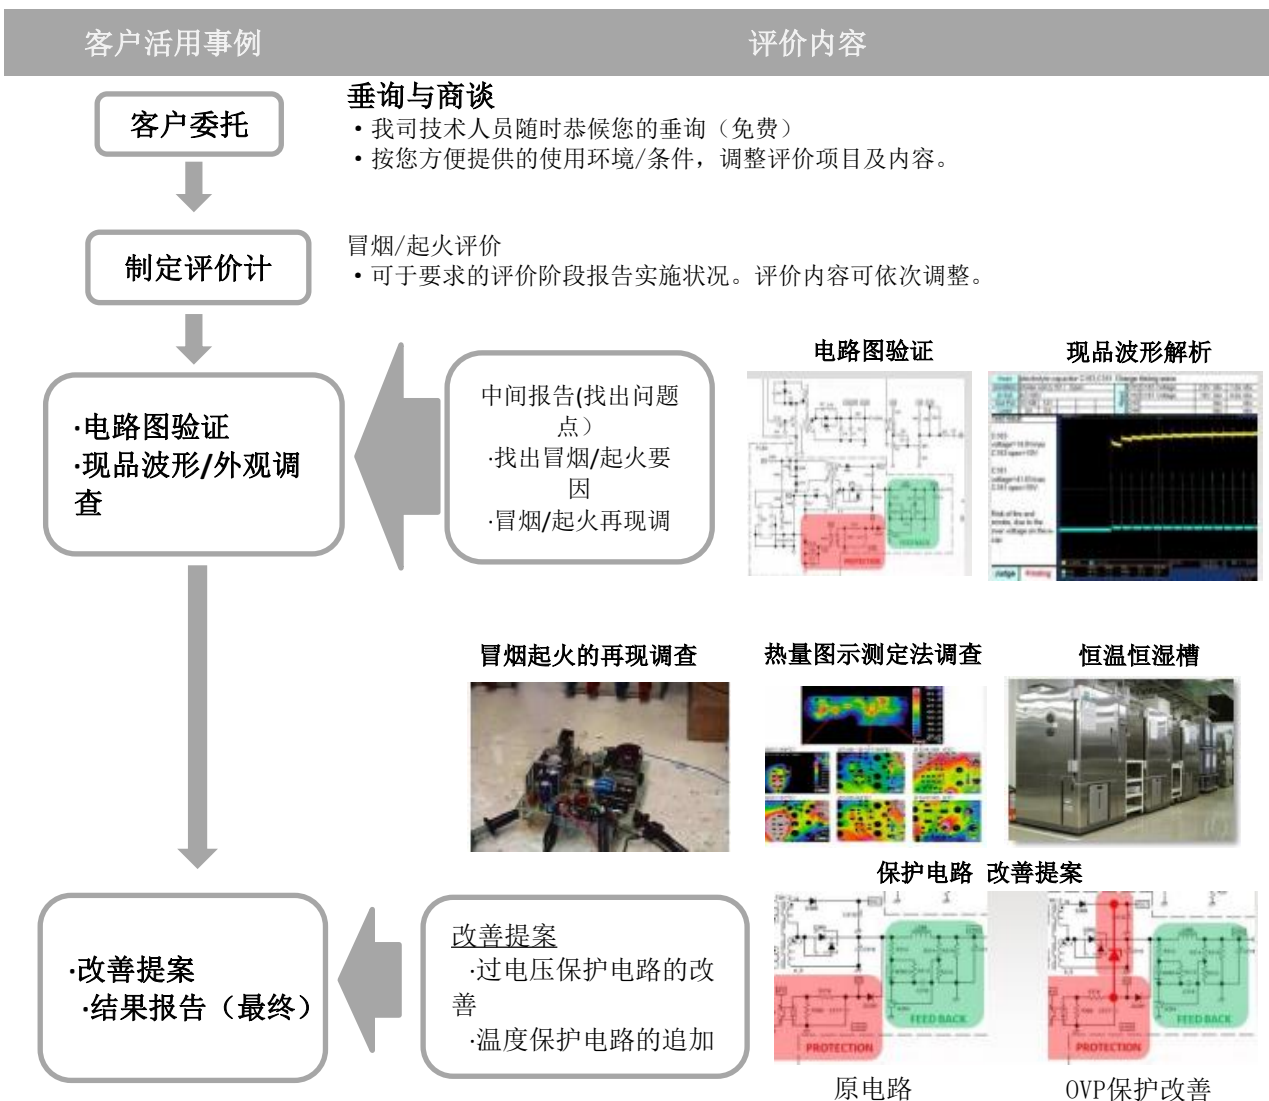 客户活用事例
评价内容
客户委托
垂询与商谈
・我司技术人员随时恭候您的垂询（免费）
・按您方便提供的使用环境/条件，调整评价项目及内容。
制定评价计
冒烟/起火评价
・可于要求的评价阶段报告实施状况。评价内容可依次调整。
·电路图验证
·现品波形/外观调
查
中间报告(找出问题
点）
·找出冒烟/起火要
因
·冒烟/起火再现调
电路图验证
FEED BACK
PROTECTION
现品波形解析
冒烟起火的再现调查
热量图示测定法调查
恒温恒湿槽
·改善提案
·结果报告（最终）
改善提案
·过电压保护电路的改
善
·温度保护电路的追加
保护电路 改善提案
FEED BACK
PROTECTION
原电路
FEED BACK
PROTECTION
OVP保护改善